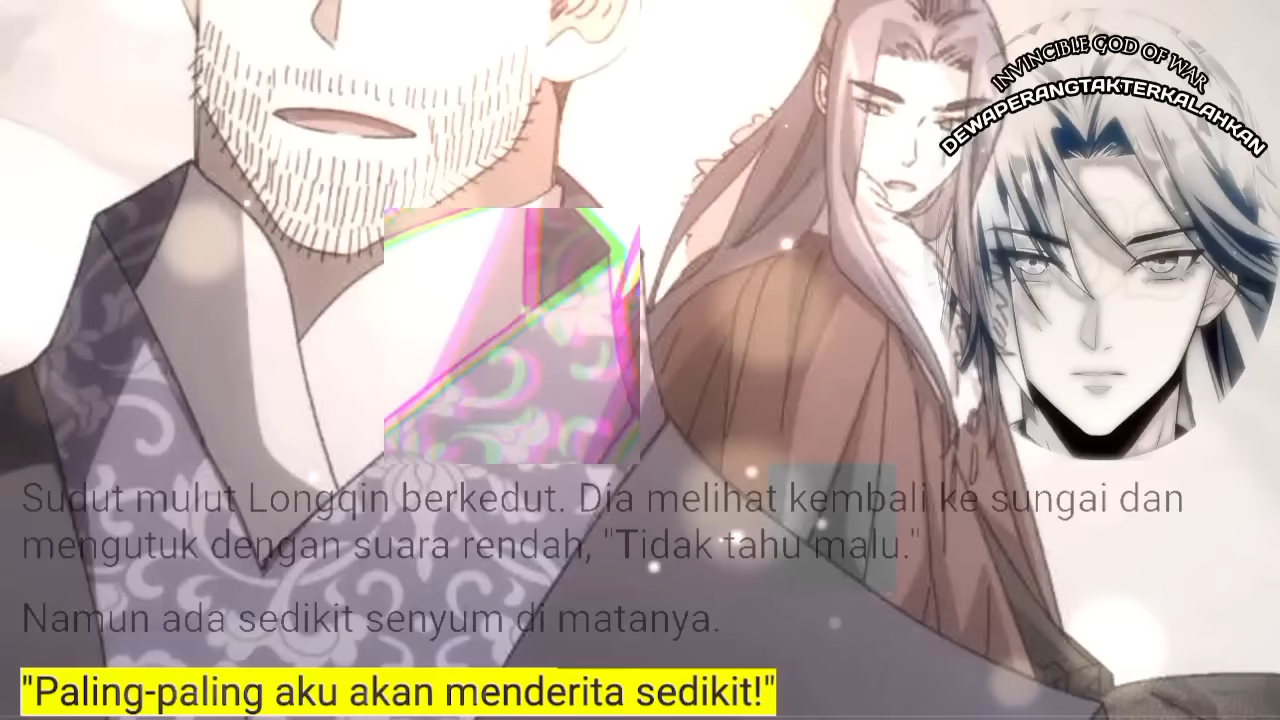 INVINCIBLE GOD OF WAR
DEWAPERANGTAKTERKALAHKAN
Sudut mulut Longqin berkedut. Dia melihat kembali ke sungai dan
mengutuk dengan suara rendah, "Tidak tahu malu."
Namun ada sedikit senyum di matanya.
"Paling-paling aku akan menderita sedikit!"